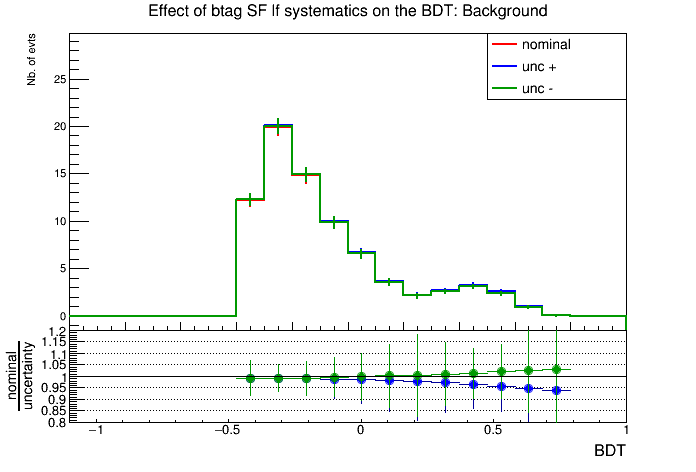 Effect of btag SF lf systematics on the BDT: Background
Nb. of evts
nominal
unc +
unc -
25
20
15
10
5
0
nominal
uncertainty
1.2
1.15
1.1
1.05
1
0.95
0.9
0.85
0.8
−1 −0.5 0 0.5 1
BDT